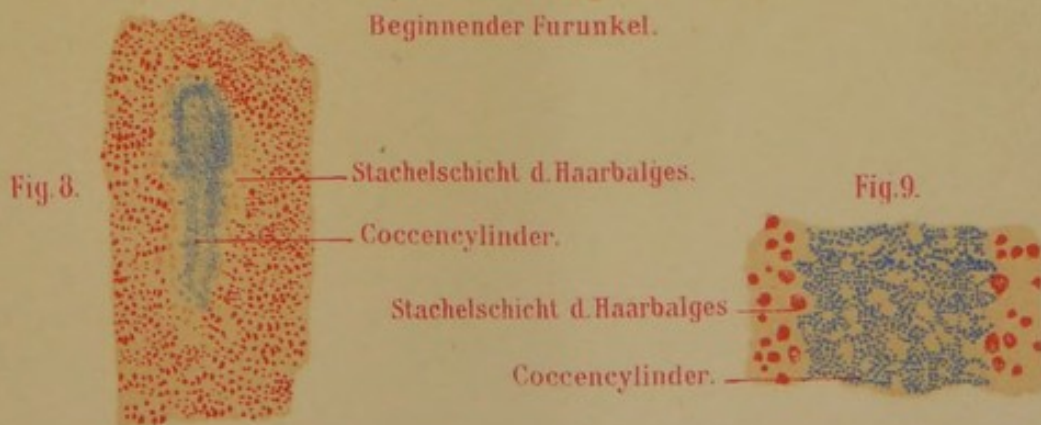 Beginnender Furunkel.
Fig. 8.
Stachelschicht d. Haarbalges.
Coccencylinder.
Fig. 9.
Stachelschicht d. Haarbalges
Coccencylinder.